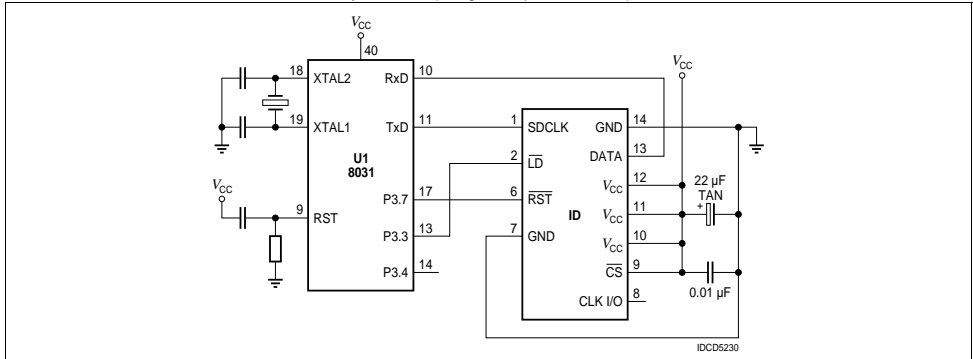 VCC
40
18 XTAL2 RxD 10
19 XTAL1 TxD 11
U1
8031
VCC
9 RST
P3.7 17
P3.3 13
P3.4 14
VCC
1 SDCLK GND 14
DATA 13
2 LD
VCC 12
6 RST
VCC 11
ID
7 GND
VCC 10
CS 9
CLK I/O 8
22 µF
TAN
+
0.01 µF
IDCD5230